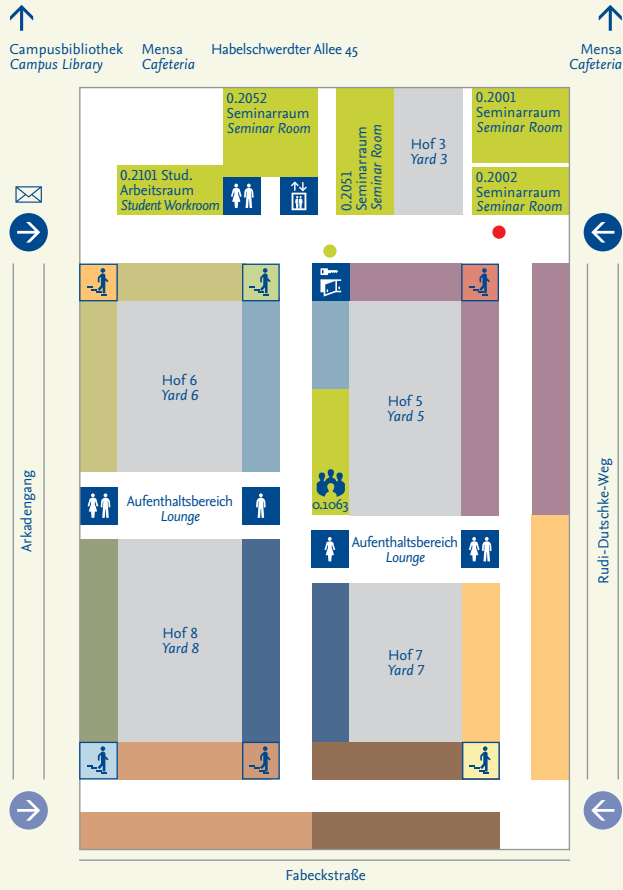 Campusbibliothek
Campus Library
Mensa
Cafeteria
Habelschwerdter Allee 45
Mensa
Cafeteria
0.2052
Seminarraum
Seminar Room
0.2051
Seminarraum
Seminar Room
Hof 3
Yard 3
0.2001
Seminarraum
Seminar Room
0.2101 Stud.
Arbeitsraum
Student Workroom
0.2002
Seminarraum
Seminar Room
Hof 6
Yard 6
Hof 5
Yard 5
0.1063
Aufenthaltsbereich
Lounge
Aufenthaltsbereich
Lounge
Arkadengang
Rudi-Dutschke-Weg
Hof 8
Yard 8
Hof 7
Yard 7
Fabeckstraße